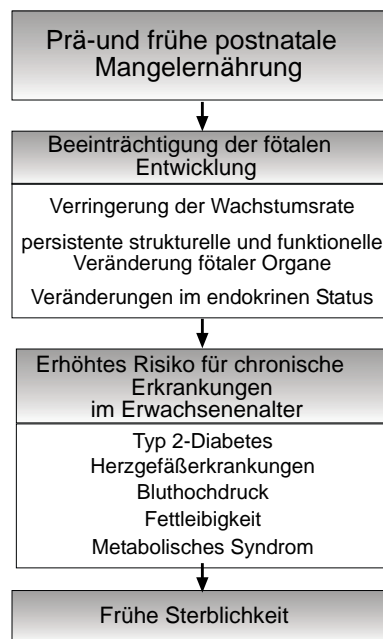 Prä-und frühe postnatale
Mangelernährung
Beeinträchtigung der fötalen
Entwicklung
Verringerung der Wachstumsrate
persistente strukturelle und funktionelle
Veränderung fötaler Organe
Veränderungen im endokrinen Status
Erhöhtes Risiko für chronische
Erkrankungen
im Erwachsenenalter
Typ 2-Diabetes
Herzgefäßerkrankungen
Bluthochdruck
Fettleibigkeit
Metabolisches Syndrom
Frühe Sterblichkeit